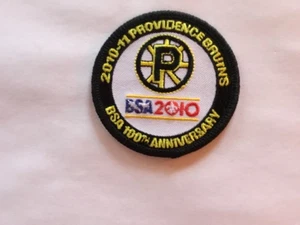 2010-11 PROVIDENCE BRUINS
P
BSA 2010
BSA 100TH ANNIVERSARY